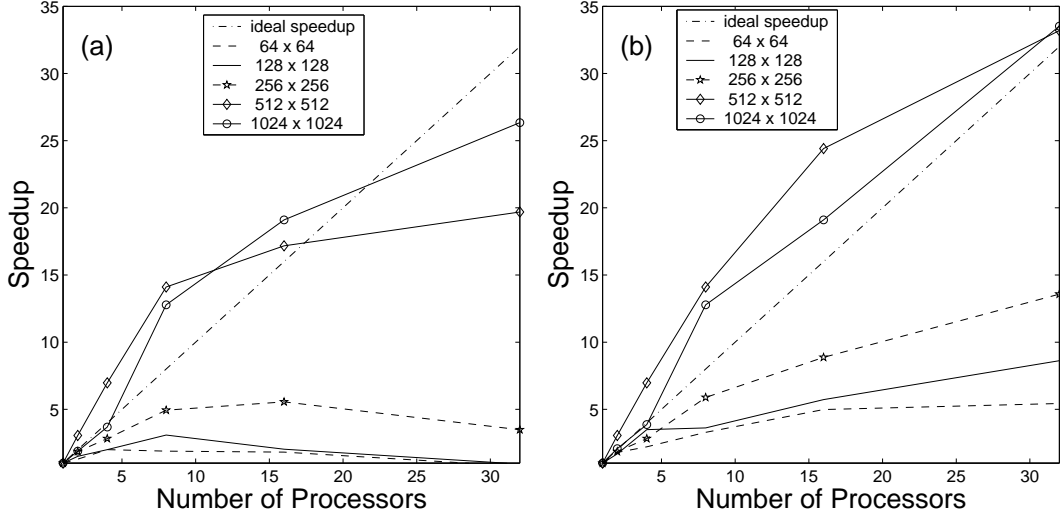 (a)
ideal speedup
64 x 64
128 x 128
256 x 256
512 x 512
1024 x 1024
35
30
25
20
15
10
5
Speedup
5
10
15
20
25
30
Number of Processors
(b)
ideal speedup
64 x 64
128 x 128
256 x 256
512 x 512
1024 x 1024
35
30
25
20
15
10
5
Speedup
5
10
15
20
25
30
Number of Processors